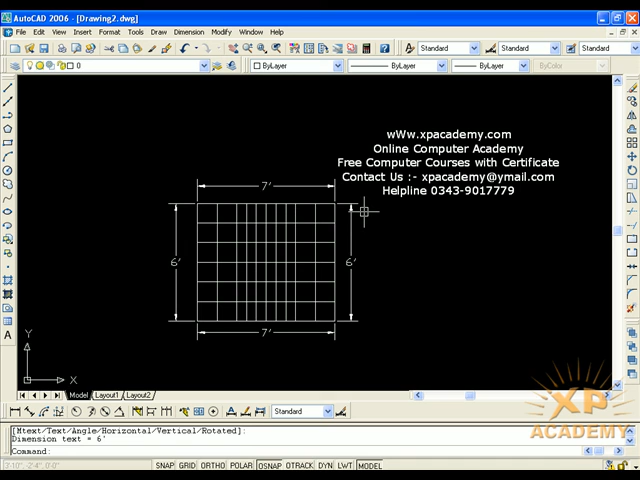 AutoCAD 2006 - [Drawing2.dwg]
File Edit View Insert Format Tools Draw Dimension Modify Window Help
Standard Standard Standard
0 ByLayer ByLayer ByLayer ByColor
wWw.xpacademy.com
Online Computer Academy
Free Computer Courses with Certificate
Contact Us :- xpacademy@ymail.com
Helpline 0343-9017779
7'
6' 6'
7'
Y
X
Model Layout1 Layout2
Standard
XP
ACADEMY
[Mtext/Text/Angle/Horizontal/Vertical/Rotated]:
Dimension text = 6'
Command:
SNAP GRID ORTHO POLAR OSNAP OTRACK DYN LWT MODEL